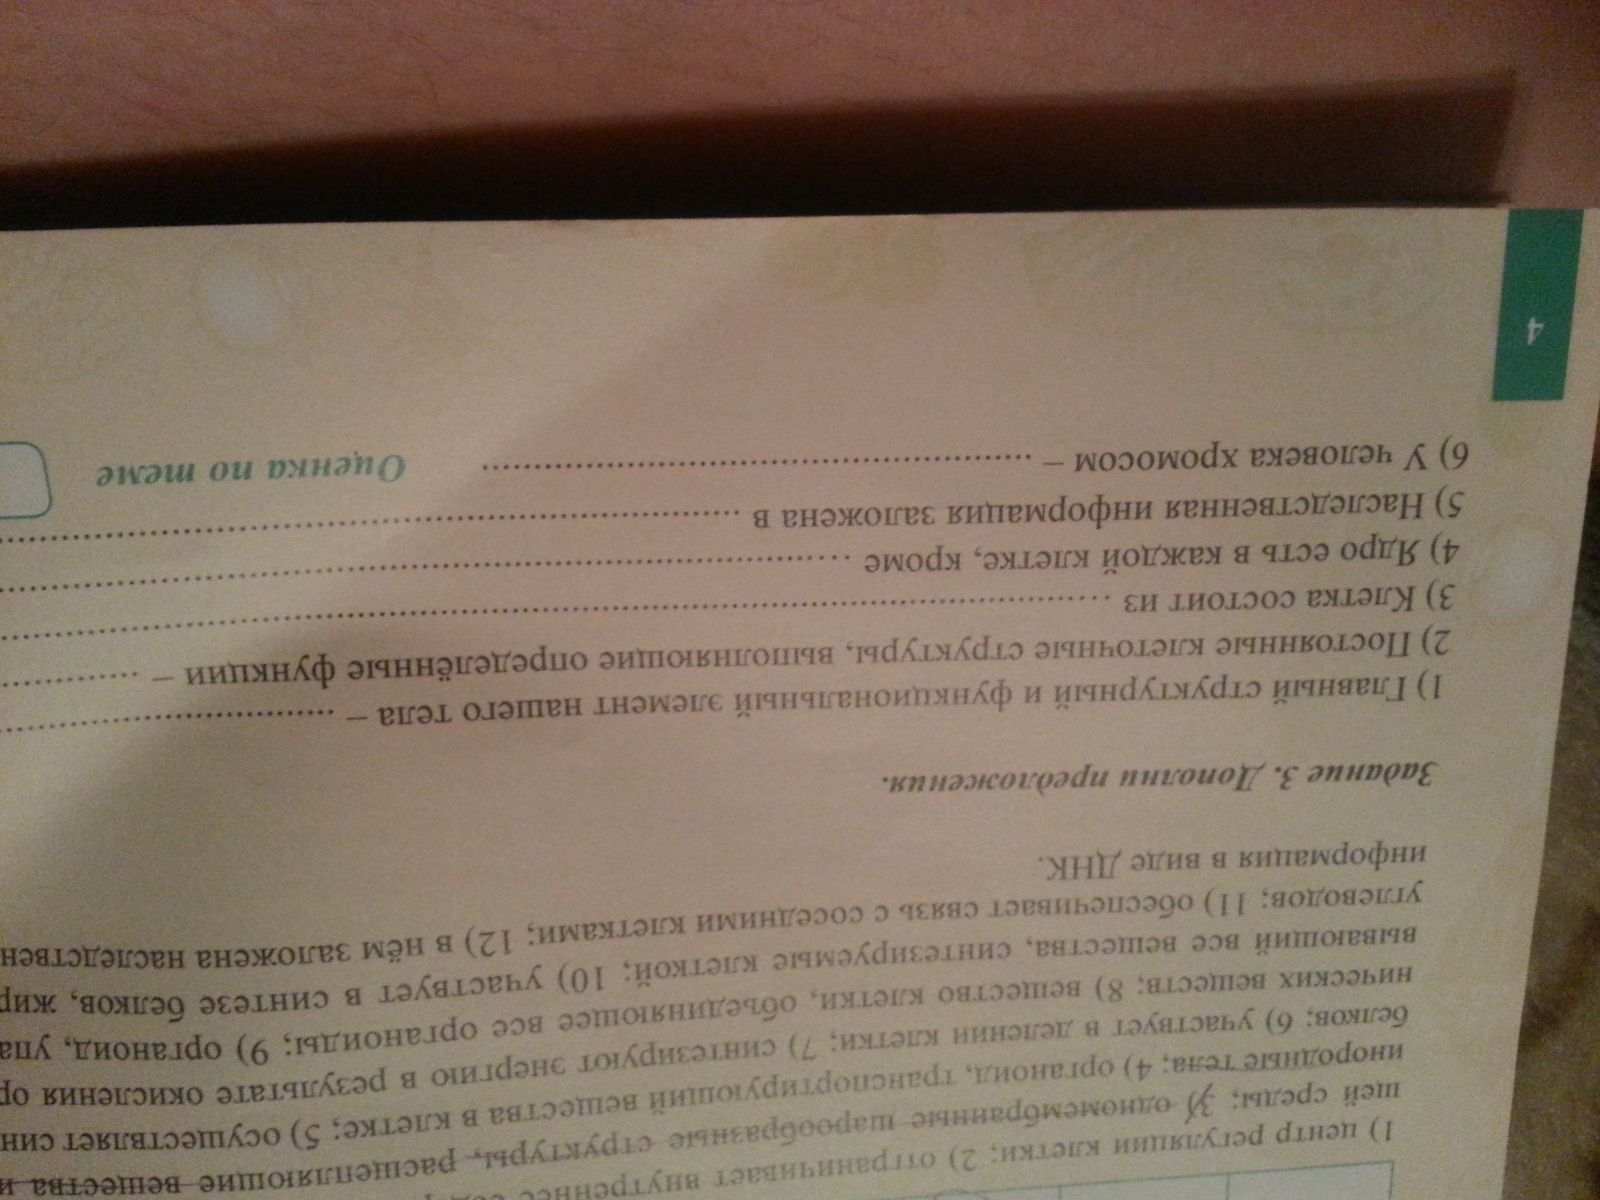 1) центр регуляции клетки; 2) отграничивает внутреннее
щей среды; 3) одномембранные шарообразные структуры, расщепляющие вещества и
инородные тела; 4) органоид, транспортирующий вещества в клетке; 5) осуществляет син
белков; 6) участвует в делении клетки; 7) синтезируют энергию в результате окисления ор
нических веществ; 8) вещество клетки, объединяющее все органоиды; 9) органоид, упа
вывающий все вещества, синтезируемые клеткой; 10) участвует в синтезе белков, жир
углеводов; 11) обеспечивает связь с соседними клетками; 12) в нём заложена наследствен
информация в виде ДНК.
Задание 3. Дополни предложения.
1) Главный структурный и функциональный элемент нашего тела – ..............................
2) Постоянные клеточные структуры, выполняющие определённые функции – ..............
3) Клетка состоит из ..............................
4) Ядро есть в каждой клетке, кроме ..............................
5) Наследственная информация заложена в ..............................
6) У человека хромосом – ..............................
Оценка по теме
4